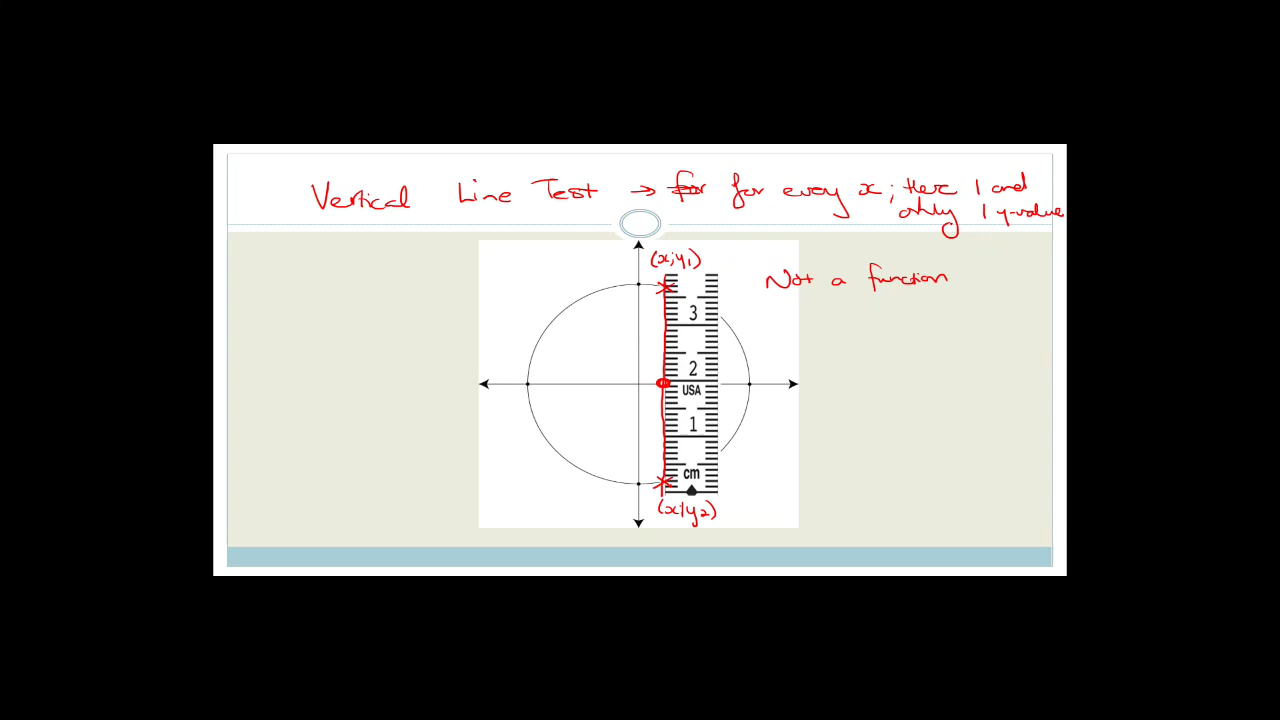 Vertical Line Test → for for every x; there 1 and
only 1 y-value
(x;y1)
Not a function
3
2
USA
1
cm
(x;y2)